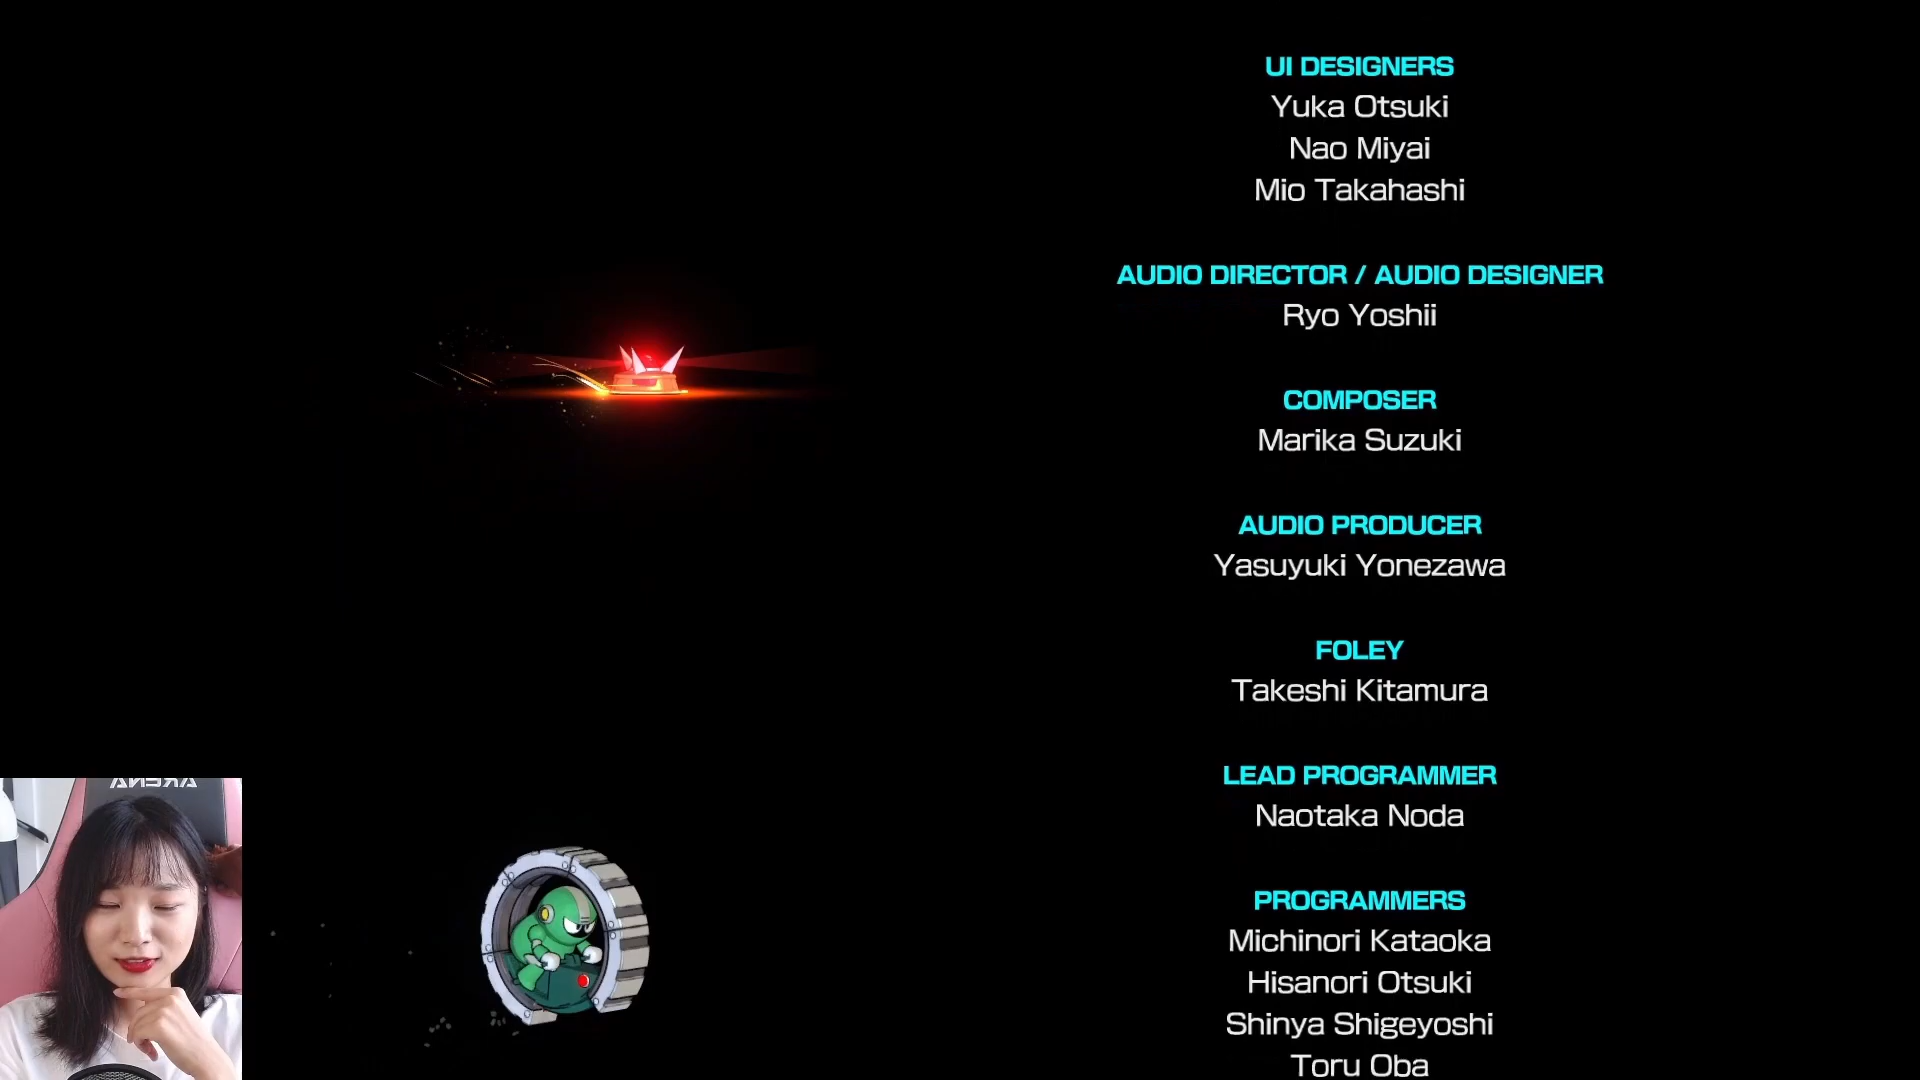 UI DESIGNERS
Yuka Otsuki
Nao Miyai
Mio Takahashi
AUDIO DIRECTOR / AUDIO DESIGNER
Ryo Yoshii
COMPOSER
Marika Suzuki
AUDIO PRODUCER
Yasuyuki Yonezawa
FOLEY
Takeshi Kitamura
LEAD PROGRAMMER
Naotaka Noda
PROGRAMMERS
Michinori Kataoka
Hisanori Otsuki
Shinya Shigeyoshi
Toru Oba
ARENA